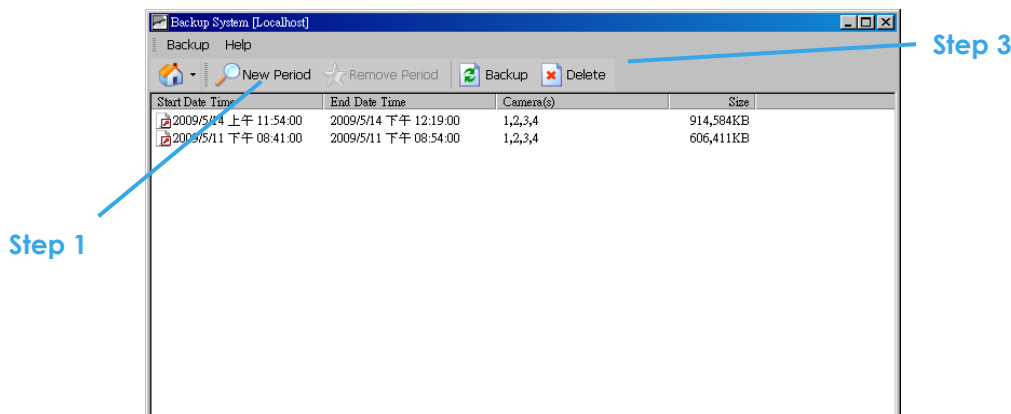 Backup System [Localhost]
Backup Help
Step 3
New Period Remove Period Backup Delete
Start Date Time End Date Time Camera(s) Size
2009/5/14 上午 11:54:00 2009/5/14 下午 12:19:00 1,2,3,4 914,584KB
2009/5/11 下午 08:41:00 2009/5/11 下午 08:54:00 1,2,3,4 606,411KB
Step 1